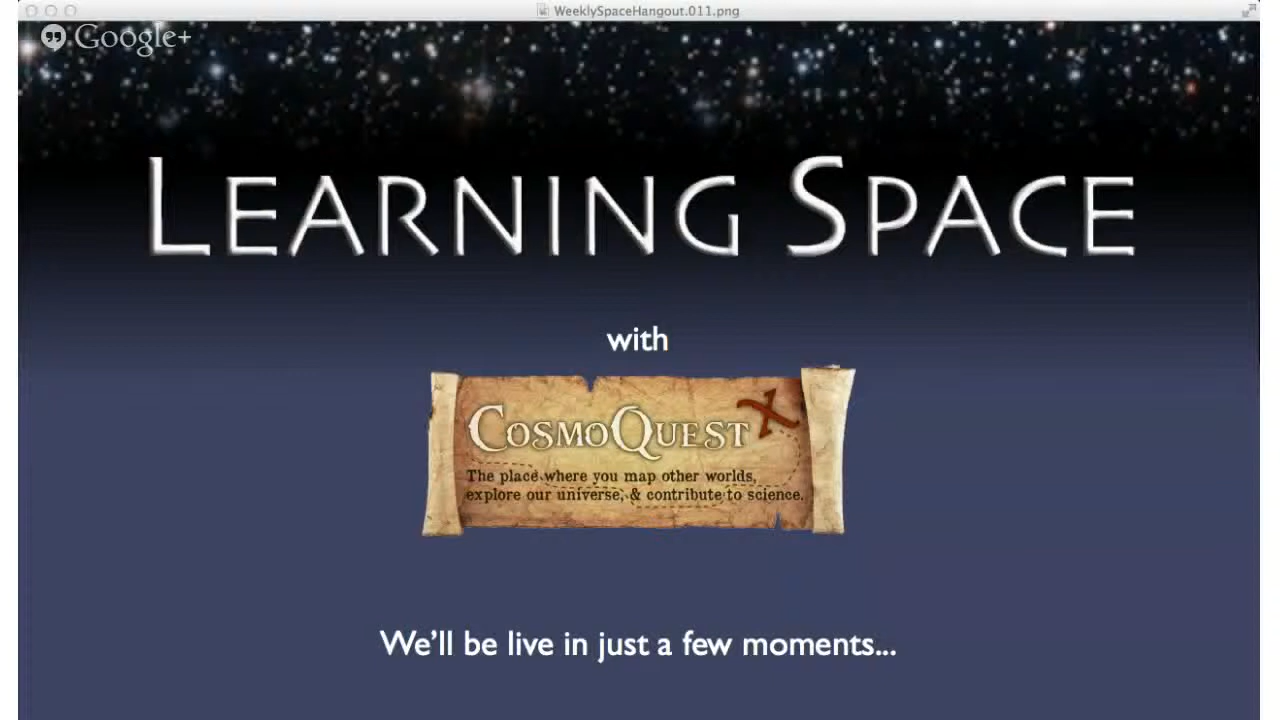 WeeklySpaceHangout.011.png
Google+
LEARNING SPACE
with
COSMOQUEST
The place where you map other worlds,
explore our universe, & contribute to science.
We'll be live in just a few moments...